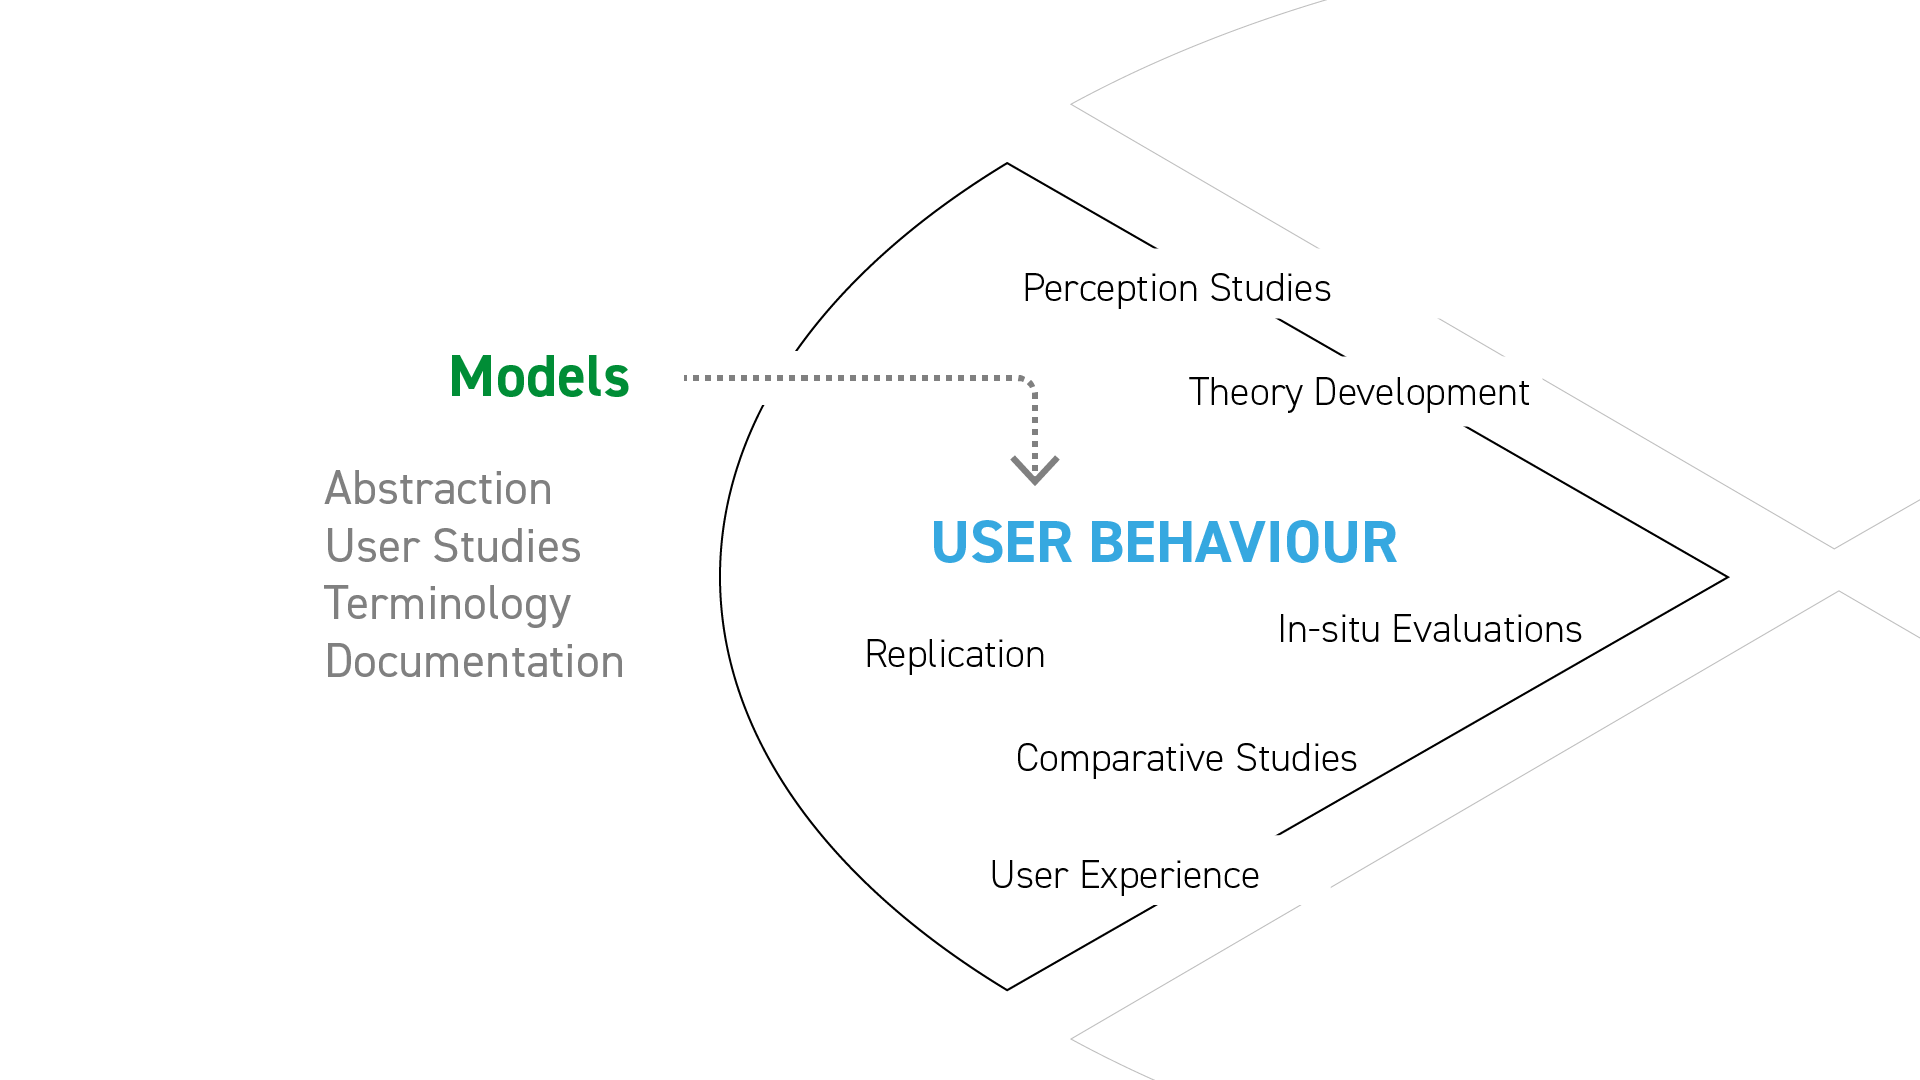 Models
Abstraction
User Studies
Terminology
Documentation
Perception Studies
Theory Development
USER BEHAVIOUR
In-situ Evaluations
Replication
Comparative Studies
User Experience